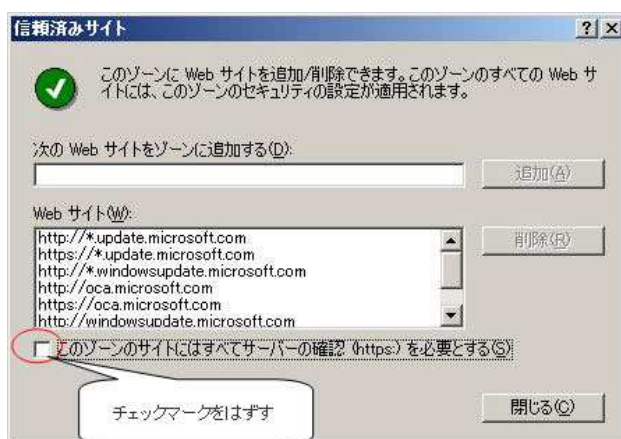 信頼済みサイト
このゾーンに Web サイトを追加/削除できます。このゾーンのすべての Web サ
イトには、このゾーンのセキュリティの設定が適用されます。
次の Web サイトをゾーンに追加する(D):
追加(A)
Web サイト(W):
http://*.update.microsoft.com
https://*.update.microsoft.com
http://*.windowsupdate.microsoft.com
http://oca.microsoft.com
https://oca.microsoft.com
http://windowsupdate.microsoft.com
削除(R)
このゾーンのサイトにはすべてサーバーの確認 (https:) を必要とする(S)
チェックマークをはずす
閉じる(C)